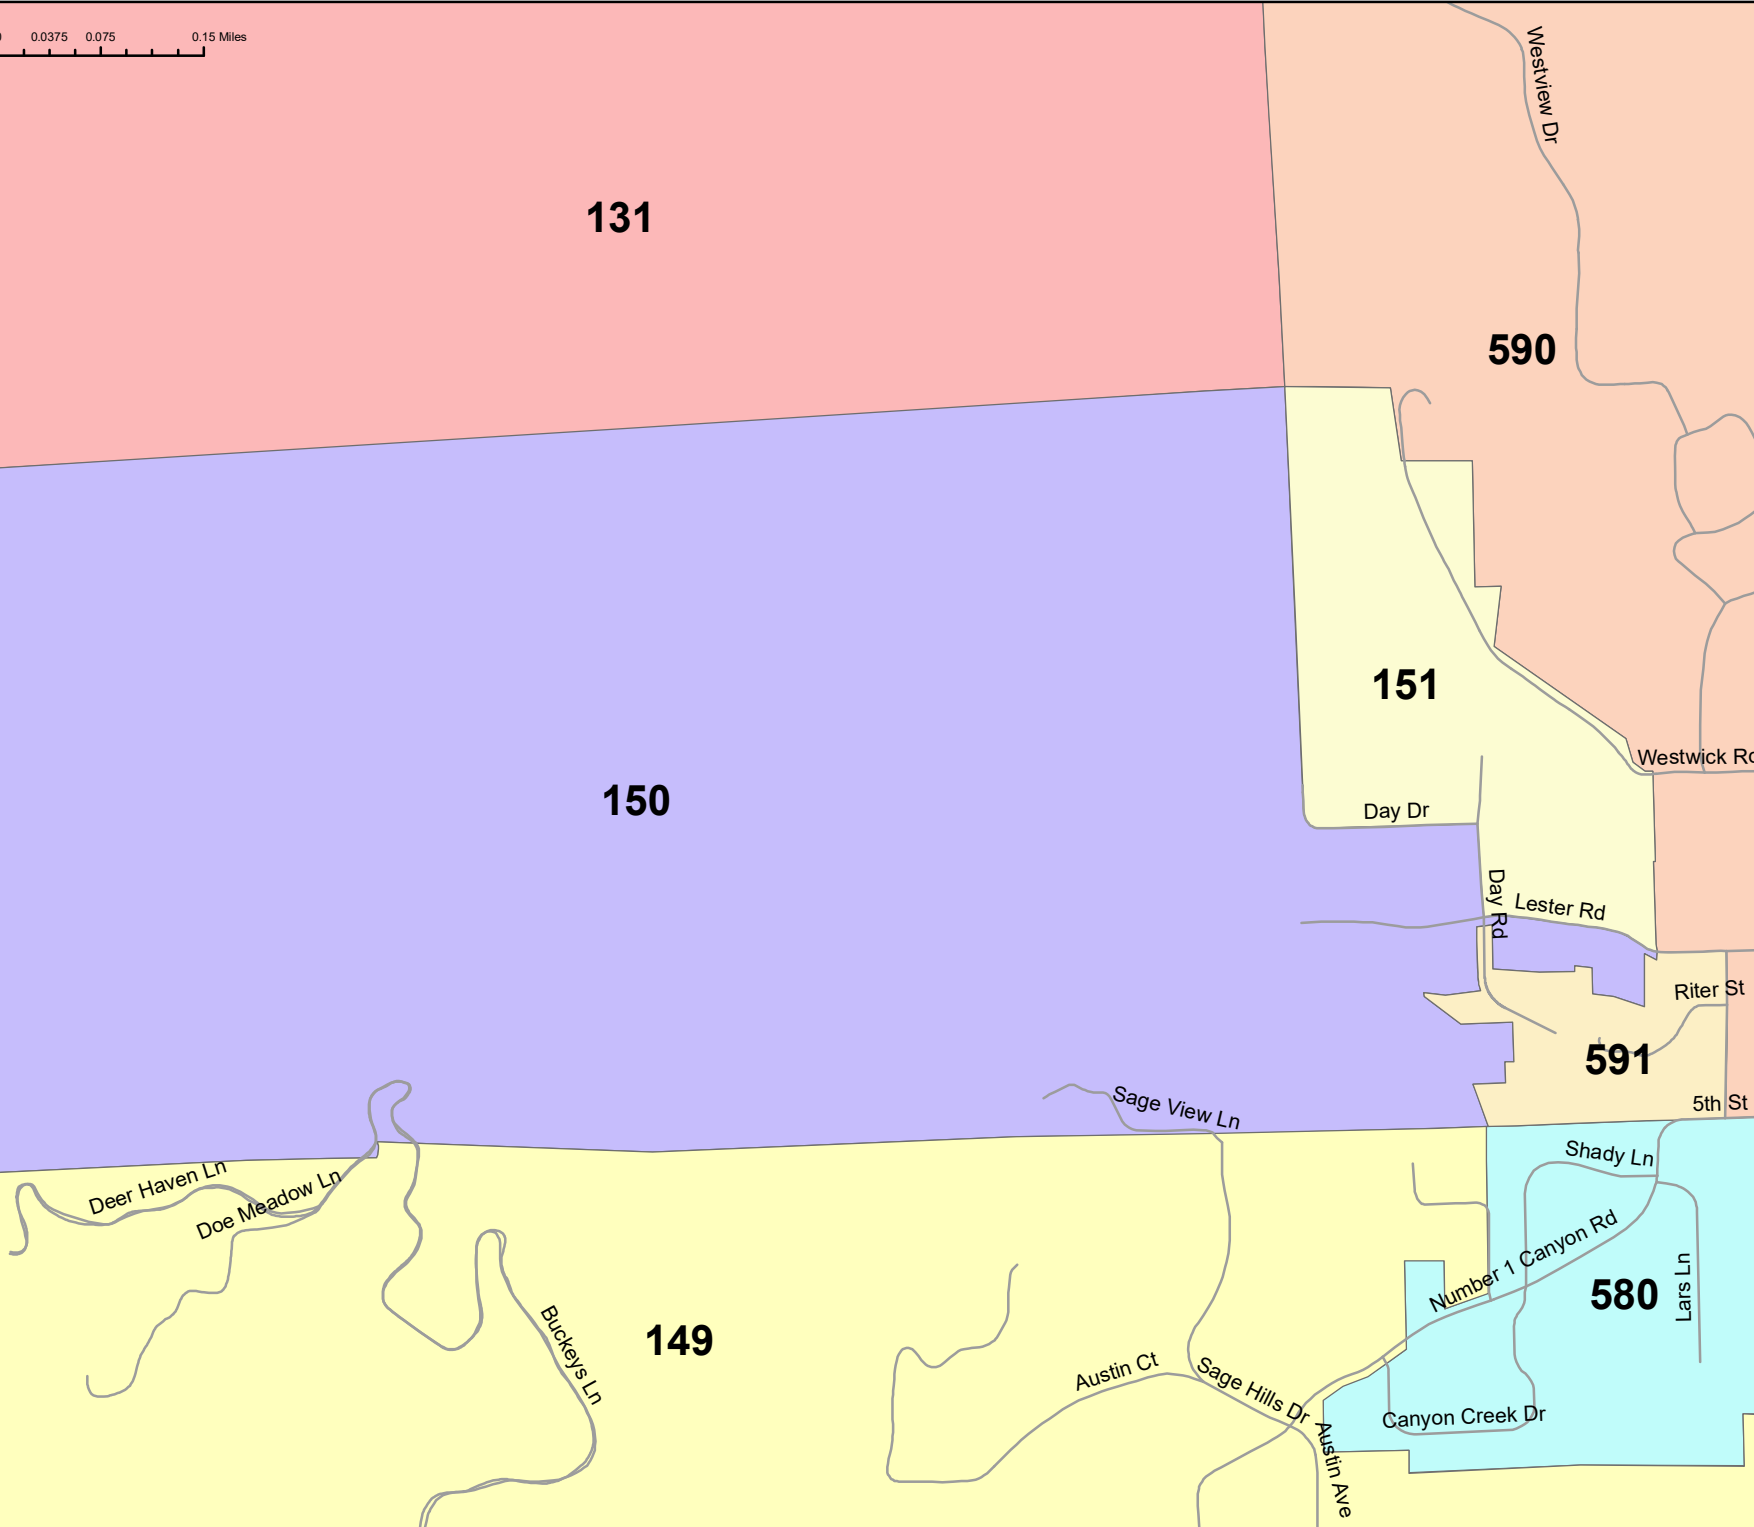 0.0375 0.075 0.15 Miles
Westview Dr
131
590
151
Westwick
150
Day Dr
Day Rd
Lester Rd
Riter St
591
5th St
Sage View Ln
Shady Ln
Deer Haven Ln
Doe Meadow Ln
Number 1 Canyon Rd
580
Lars Ln
Buckeys Ln
149
Austin Ct
Sage Hills Dr
Canyon Creek Dr
Austin Ave